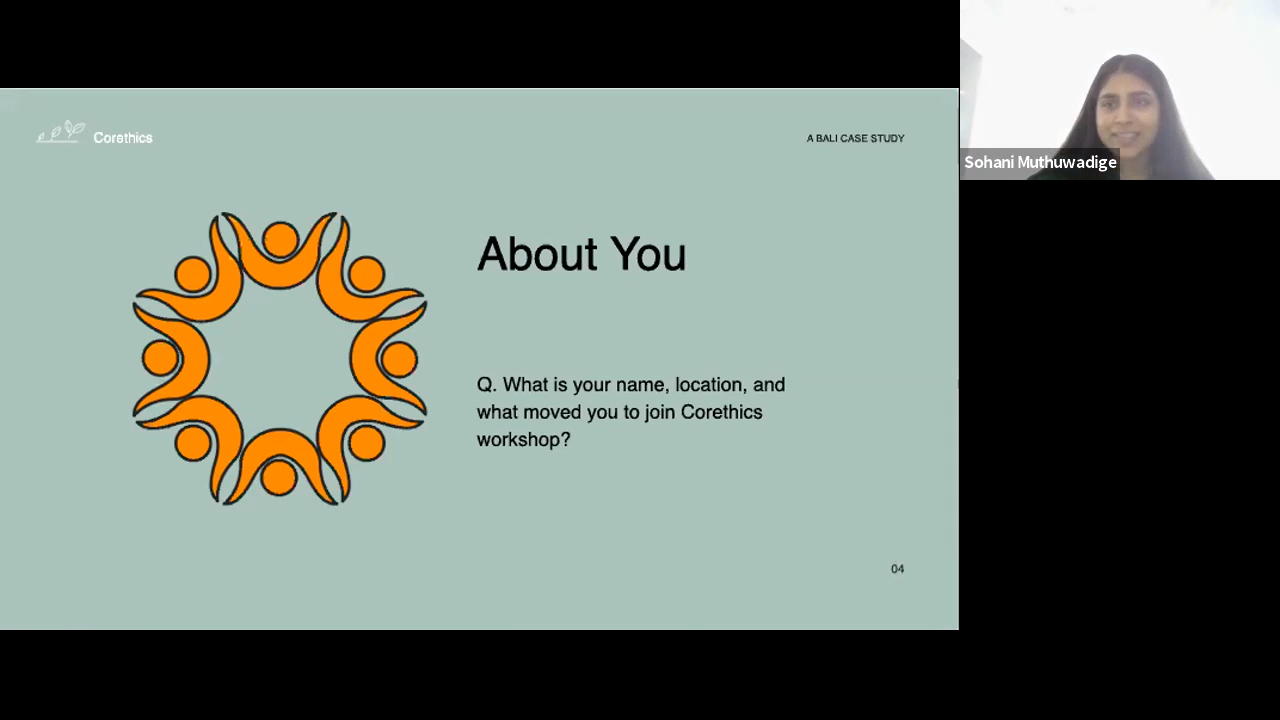 Corethics
A BALI CASE STUDY
Sohani Muthuwadige
About You
Q. What is your name, location, and
what moved you to join Corethics
workshop?
04